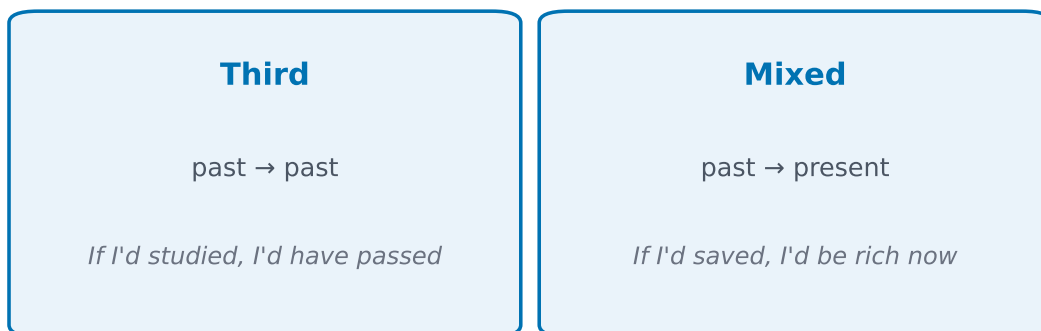 Third
past → past
If I'd studied, I'd have passed
Mixed
past → present
If I'd saved, I'd be rich now